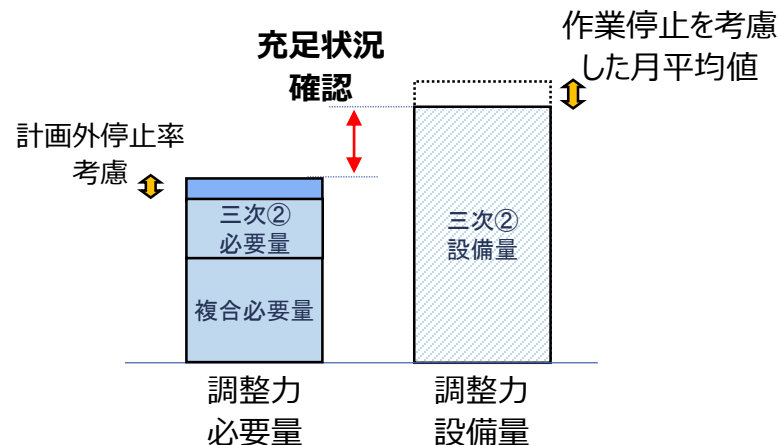 充足状況
確認
作業停止を考慮
した月平均値
計画外停止率
考慮
三次②
必要量
複合必要量
三次②
設備量
調整力
必要量
調整力
設備量